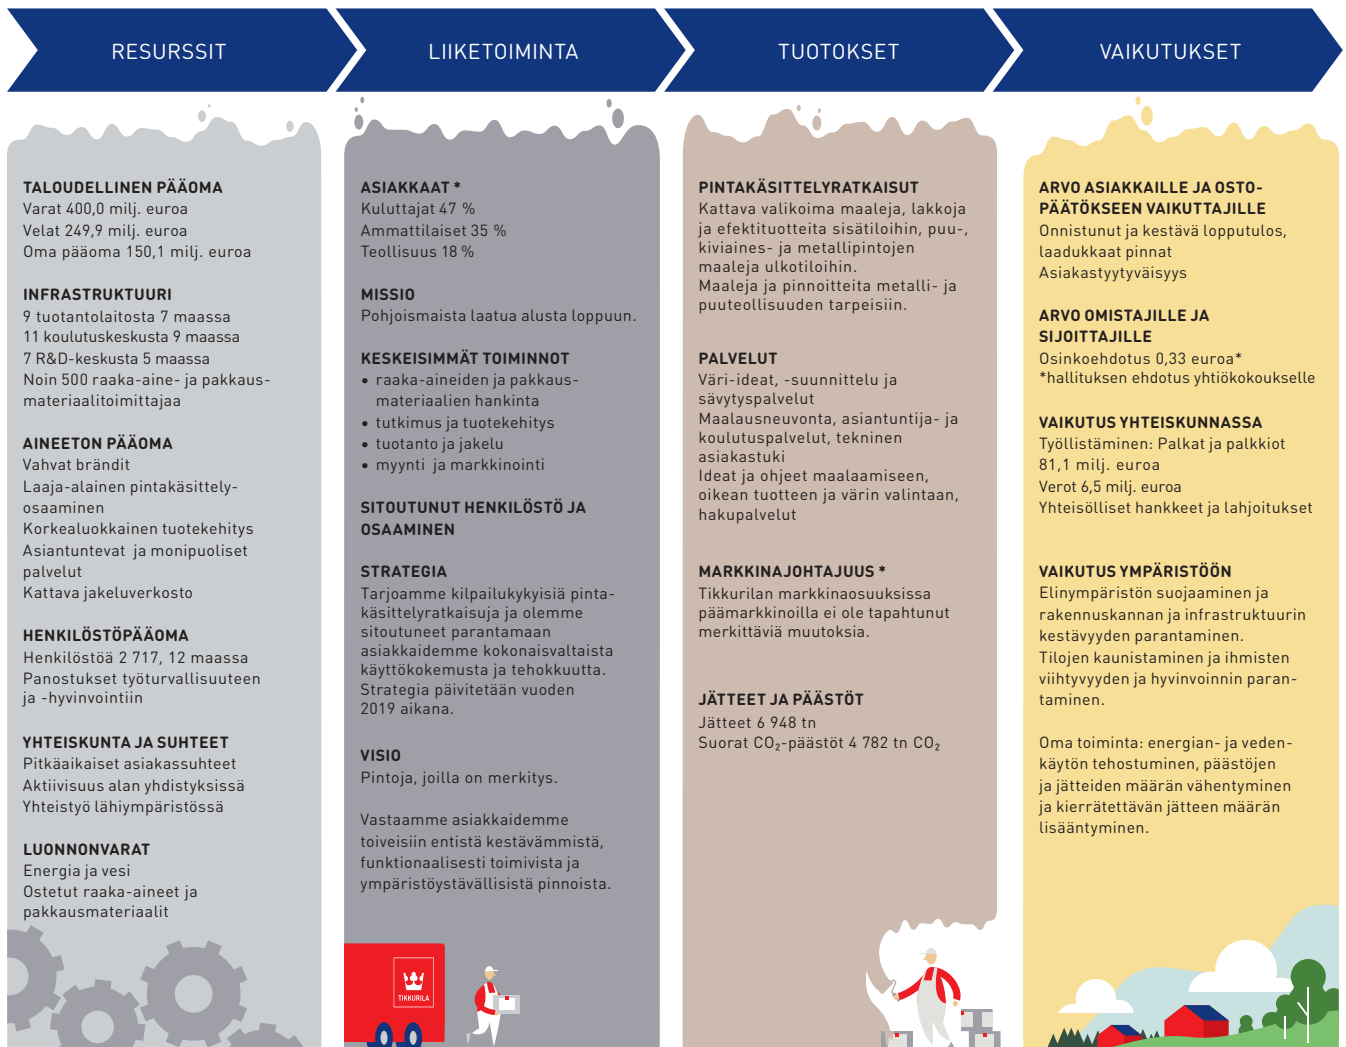 RESURSSIT
LIIKETOIMINTA
TUOTOKSET
VAIKUTUKSET
TALOUDELLINEN PÄÄOMA
Varat 400,0 milj. euroa
Velat 249,9 milj. euroa
Oma pääoma 150,1 milj. euroa
INFRASTRUKTUURI
9 tuotantolaitosta 7 maassa
11 koulutuskeskusta 9 maassa
7 R&D-keskusta 5 maassa
Noin 500 raaka-aine- ja pakkaus-
materiaalitoimittajaa
AINEETON PÄÄOMA
Vahvat brändit
Laaja-alainen pintakäsittely-
osaaminen
Korkealuokkainen tuotekehitys
Asiantuntevat ja monipuoliset
palvelut
Kattava jakeluverkosto
HENKILÖSTÖPÄÄOMA
Henkilöstöä 2 717, 12 maassa
Panostukset työturvallisuuteen
ja -hyvinvointiin
YHTEISKUNTA JA SUHTEET
Pitkäaikaiset asiakassuhteet
Aktiivisuus alan yhdistyksissä
Yhteistyö lähiympäristössä
LUONNONVARAT
Energia ja vesi
Ostetut raaka-aineet ja
pakkausmateriaalit
ASIAKKAAT *
Kuluttajat 47 %
Ammattilaiset 35 %
Teollisuus 18 %
MISSIO
Pohjoismaista laatua alusta loppuun.
KESKEISIMMÄT TOIMINNOT
• raaka-aineiden ja pakkaus-
materiaalien hankinta
• tutkimus ja tuotekehitys
• tuotanto ja jakelu
• myynti ja markkinointi
SITOUTUNUT HENKILÖSTÖ JA
OSAAMINEN
STRATEGIA
Tarjoamme kilpailukykyisiä pinta-
käsittelyratkaisuja ja olemme
sitoutuneet parantamaan
asiakkaidemme kokonaisvaltaista
käyttökokemusta ja tehokkuutta.
Strategia päivitetään vuoden
2019 aikana.
VISIO
Pintoja, joilla on merkitys.
Vastaamme asiakkaidemme
toiveisiin entistä kestävämmistä,
funktionaalisesti toimivista ja
ympäristöystävällisistä pinnoista.
TIKKURILA
PINTAKÄSITTELYRATKAISUT
Kattava valikoima maaleja, lakkoja
ja efektituotteita sisätiloihin, puu-,
kiviaines- ja metallipintojen
maaleja ulkotiloihin.
Maaleja ja pinnoitteita metalli- ja
puuteollisuuden tarpeisiin.
PALVELUT
Väri-ideat, -suunnittelu ja
sävytyspalvelut
Maalausneuvonta, asiantuntija- ja
koulutuspalvelut, tekninen
asiakastuki
Ideat ja ohjeet maalaamiseen,
oikean tuotteen ja värin valintaan,
hakupalvelut
MARKKINAJOHTAJUUS *
Tikkurilan markkinaosuuksissa
päämarkkinoilla ei ole tapahtunut
merkittäviä muutoksia.
JÄTTEET JA PÄÄSTÖT
Jätteet 6 948 tn
Suorat CO₂-päästöt 4 782 tn CO₂
ARVO ASIAKKAILLE JA OSTO-
PÄÄTÖKSEEN VAIKUTTAJILLE
Onnistunut ja kestävä lopputulos,
laadukkaat pinnat
Asiakastyytyväisyys
ARVO OMISTAJILLE JA
SIJOITTAJILLE
Osinkoehdotus 0,33 euroa*
*hallituksen ehdotus yhtiökokoukselle
VAIKUTUS YHTEISKUNNASSA
Työllistäminen: Palkat ja palkkiot
81,1 milj. euroa
Verot 6,5 milj. euroa
Yhteisölliset hankkeet ja lahjoitukset
VAIKUTUS YMPÄRISTÖÖN
Elinympäristön suojaaminen ja
rakennuskannan ja infrastruktuurin
kestävyyden parantaminen.
Tilojen kaunistaminen ja ihmisten
viihtyvyyden ja hyvinvoinnin paran-
taminen.
Oma toiminta: energian- ja veden-
käytön tehostuminen, päästöjen
ja jätteiden määrän vähentyminen
ja kierrätettävän jätteen määrän
lisääntyminen.